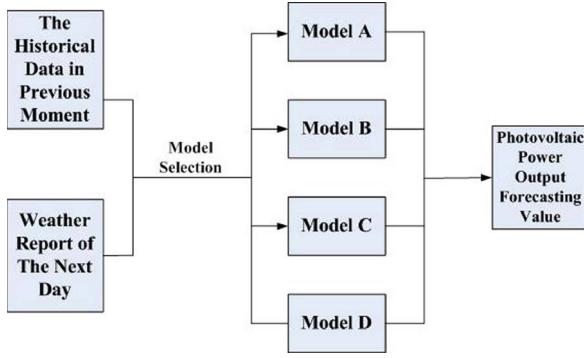 The
Historical
Data in
Previous
Moment
Weather
Report of
The Next
Day
Model
Selection
Model A
Model B
Model C
Model D
Photovoltaic
Power
Output
Forecasting
Value